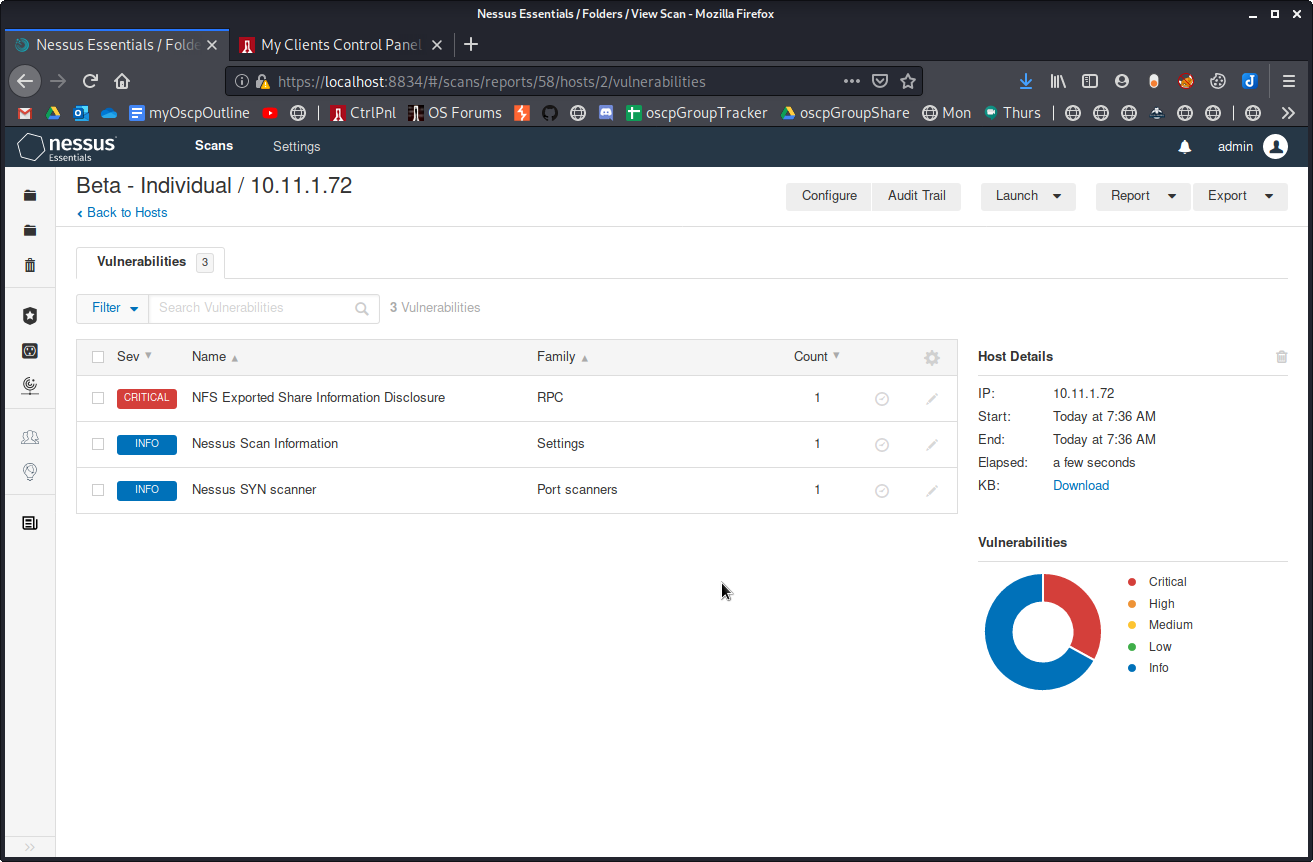 Nessus Essentials / Folders / View Scan - Mozilla Firefox
Nessus Essentials / Folde
My Clients Control Panel
https://localhost:8834/#/scans/reports/58/hosts/2/vulnerabilities
myOscpOutline CtrlPnl OS Forums oscpGroupTracker oscpGroupShare Mon Thurs
nessus Essentials Scans Settings admin
Beta - Individual / 10.11.1.72
Configure Audit Trail Launch Report Export
Back to Hosts
Vulnerabilities 3
Filter Search Vulnerabilities 3 Vulnerabilities
Sev Name Family Count
CRITICAL NFS Exported Share Information Disclosure RPC 1
INFO Nessus Scan Information Settings 1
INFO Nessus SYN scanner Port scanners 1
Host Details
IP: 10.11.1.72
Start: Today at 7:36 AM
End: Today at 7:36 AM
Elapsed: a few seconds
KB: Download
Vulnerabilities
Critical
High
Medium
Low
Info